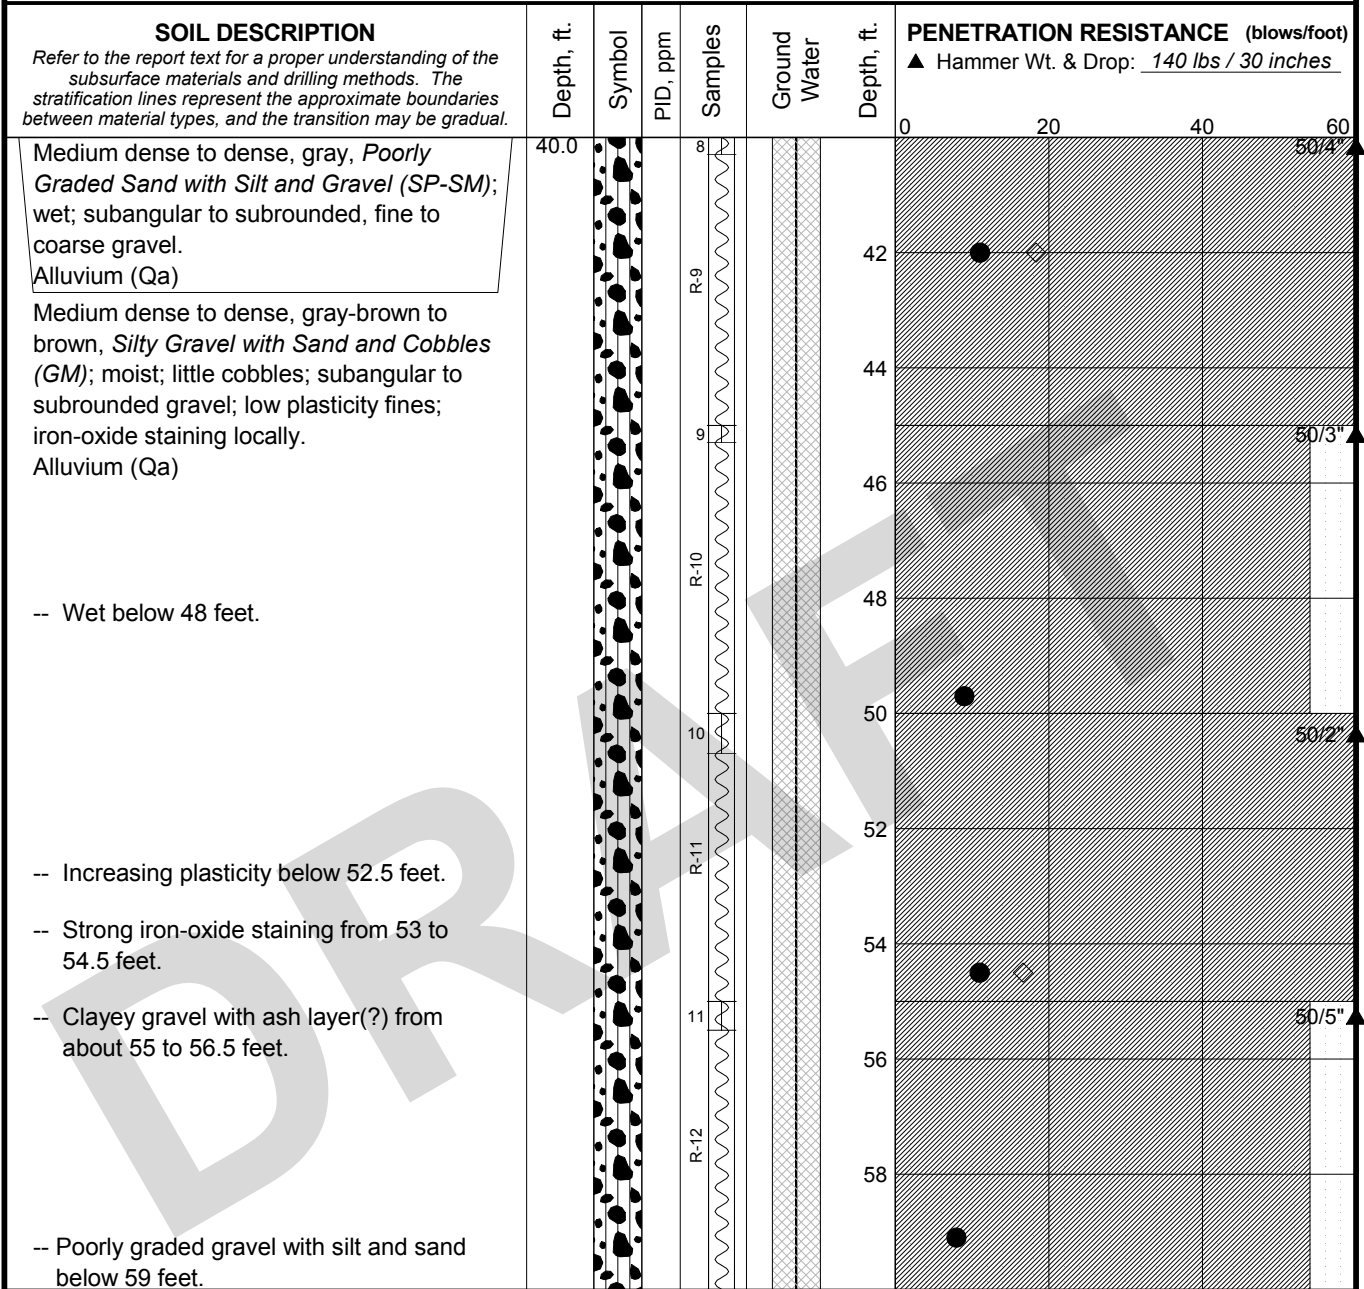 SOIL DESCRIPTION
Refer to the report text for a proper understanding of the
subsurface materials and drilling methods. The
stratification lines represent the approximate boundaries
between material types, and the transition may be gradual.
Depth, ft.
Symbol
PID, ppm
Samples
Ground
Water
Depth, ft.
PENETRATION RESISTANCE (blows/foot)
▲ Hammer Wt. & Drop: 140 lbs / 30 inches
0 20 40 60
Medium dense to dense, gray, Poorly
Graded Sand with Silt and Gravel (SP-SM);
wet; subangular to subrounded, fine to
coarse gravel.
Alluvium (Qa)
Medium dense to dense, gray-brown to
brown, Silty Gravel with Sand and Cobbles
(GM); moist; little cobbles; subangular to
subrounded gravel; low plasticity fines;
iron-oxide staining locally.
Alluvium (Qa)
-- Wet below 48 feet.
-- Increasing plasticity below 52.5 feet.
-- Strong iron-oxide staining from 53 to
54.5 feet.
-- Clayey gravel with ash layer(?) from
about 55 to 56.5 feet.
-- Poorly graded gravel with silt and sand
below 59 feet.
40.0
8
R-9
9
R-10
10
R-11
11
R-12
42
44
46
48
50
52
54
56
58
50/4"
50/3"
50/2"
50/5"
DRAFT